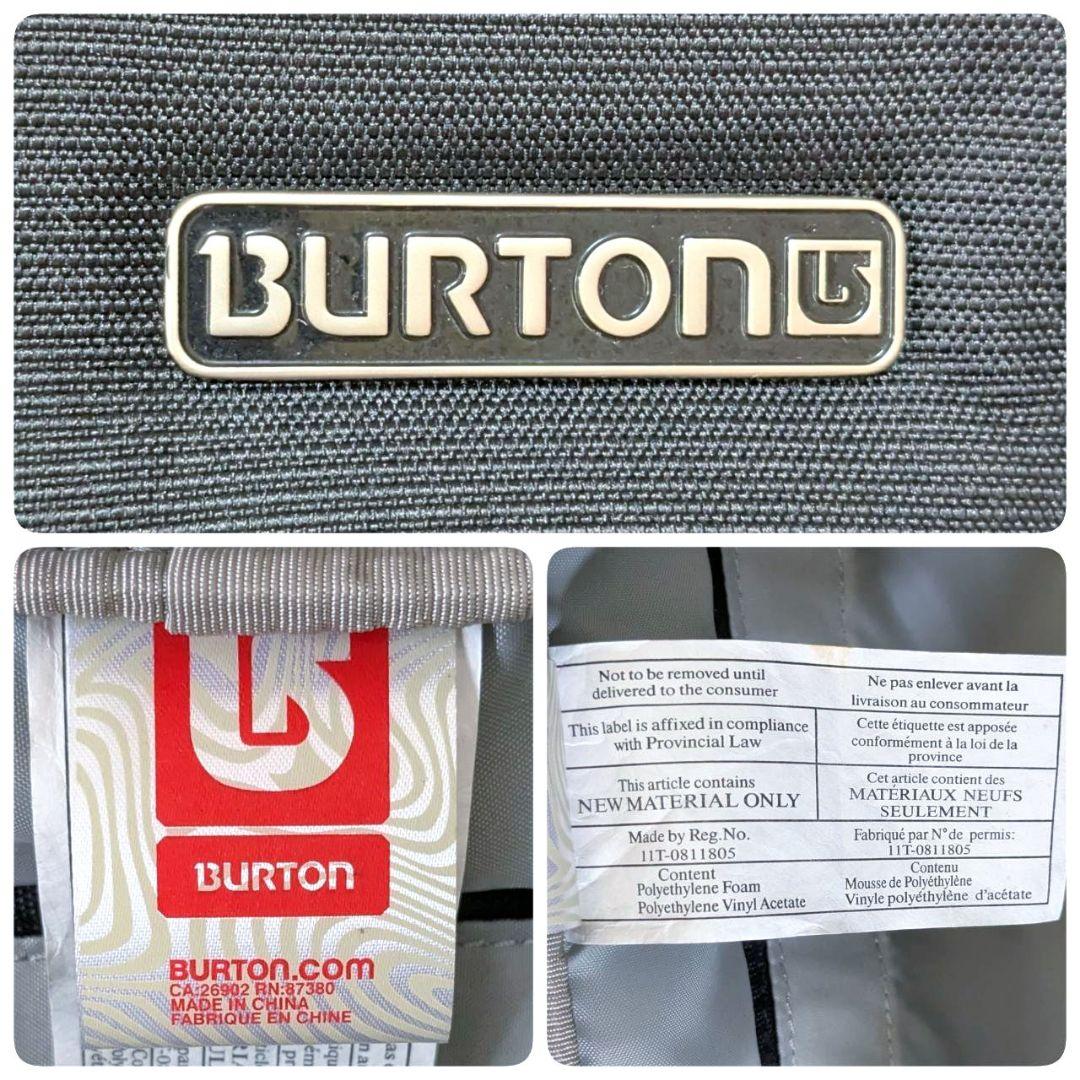 BURTON
BURTON
BURTON.com
CA:26902 RN:87380
MADE IN CHINA
FABRIQUE EN CHINE
Not to be removed until
delivered to the consumer
Ne pas enlever avant la
livraison au consommateur
This label is affixed in compliance
with Provincial Law
Cette étiquette est apposée
conformément à la loi de la
province
This article contains
NEW MATERIAL ONLY
Cet article contient des
MATÉRIAUX NEUFS
SEULEMENT
Made by Reg.No.
11T-0811805
Fabriqué par N° de permis:
11T-0811805
Content
Polyethylene Foam
Polyethylene Vinyl Acetate
Contenu
Mousse de Polyéthylène
Vinyle polyéthylène d'acétate